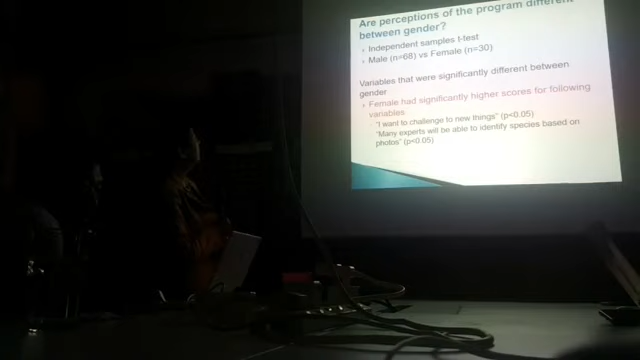 Are perceptions of the program different
between gender?
Independent samples t-test
Male (n=68) vs Female (n=30)
Variables that were significantly different between
gender
Female had significantly higher scores for following
variables
"I want to challenge to new things" (p<0.05)
"Many experts will be able to identify species based on
photos" (p<0.05)